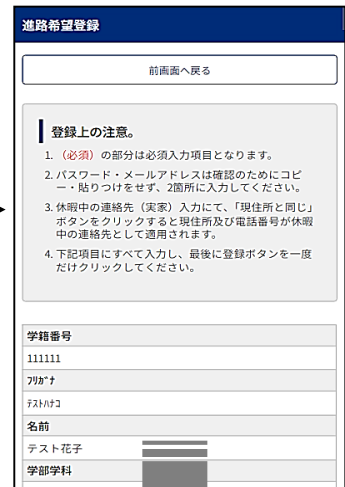 進路希望登録
前画面へ戻る
登録上の注意。
1. （必須）の部分は必須入力項目となります。
2. パスワード・メールアドレスは確認のためにコピ
ー・貼りつけをせず、2箇所に入力してください。
3. 休暇中の連絡先（実家）入力にて、「現住所と同じ」
ボタンをクリックすると現住所及び電話番号が休暇
中の連絡先として適用されます。
4. 下記項目にすべて入力し、最後に登録ボタンを一度
だけクリックしてください。
学籍番号
111111
ﾌﾘｶﾞﾅ
ﾃｽﾄﾊﾅｺ
名前
テスト花子
学部学科